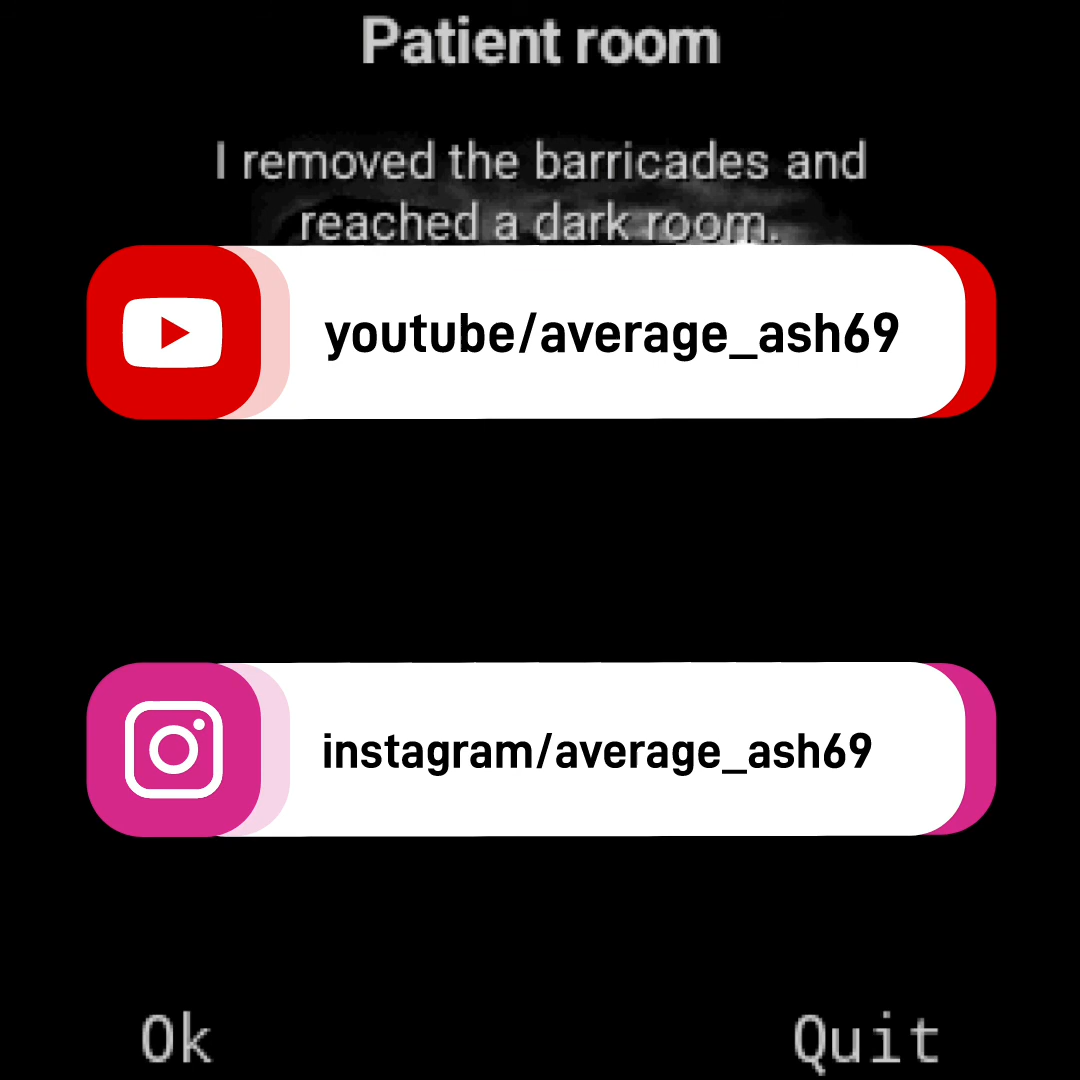 Patient room
I removed the barricades and
reached a dark room.
youtube/average_ash69
instagram/average_ash69
Ok
Quit